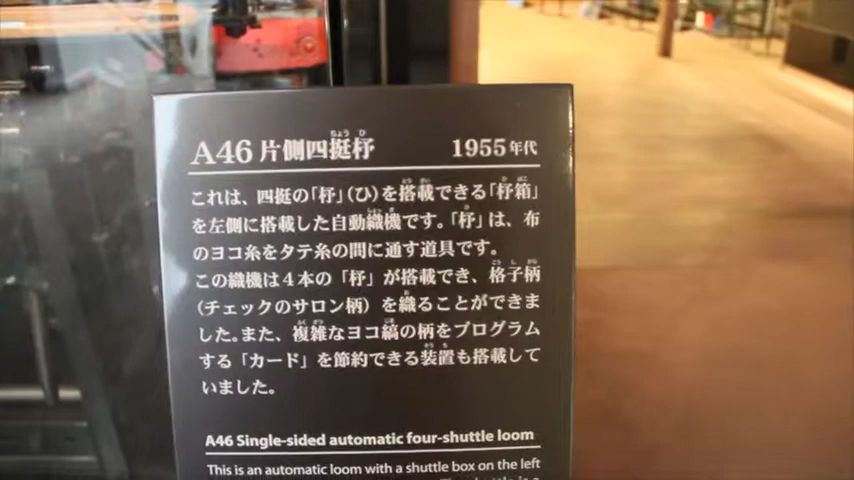 A46 片側四挺杼 1955年代
これは、四挺の「杼」(ひ)を搭載できる「杼箱」
を左側に搭載した自動織機です。「杼」は、布
のヨコ糸をタテ糸の間に通す道具です。
この織機は4本の「杼」が搭載でき、格子柄
(チェックのサロン柄)を織ることができま
した。また、複雑なヨコ縞の柄をプログラム
する「カード」を節約できる装置も搭載して
いました。
A46 Single-sided automatic four-shuttle loom
This is an automatic loom with a shuttle box on the left